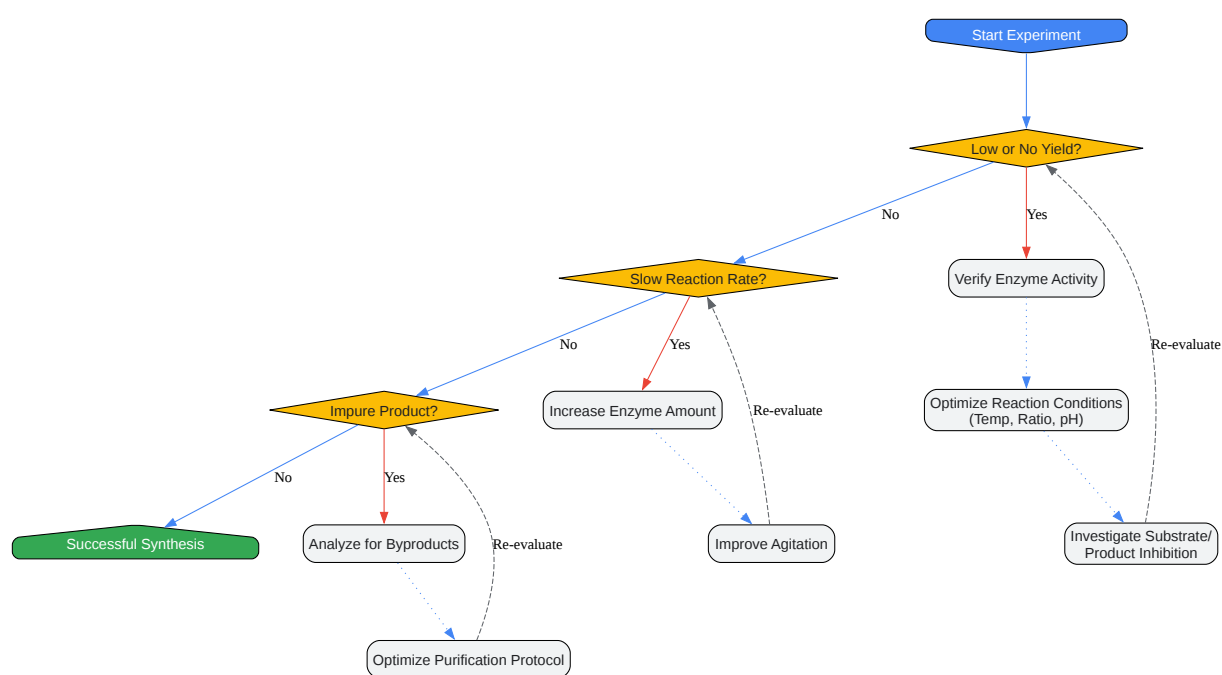 Start Experiment
Low or No Yield?
No
Yes
Slow Reaction Rate?
Verify Enzyme Activity
No
Yes
Re-evaluate
Impure Product?
Increase Enzyme Amount
Re-evaluate
Optimize Reaction Conditions
(Temp, Ratio, pH)
No
Yes
Successful Synthesis
Analyze for Byproducts
Re-evaluate
Improve Agitation
Investigate Substrate/
Product Inhibition
Optimize Purification Protocol